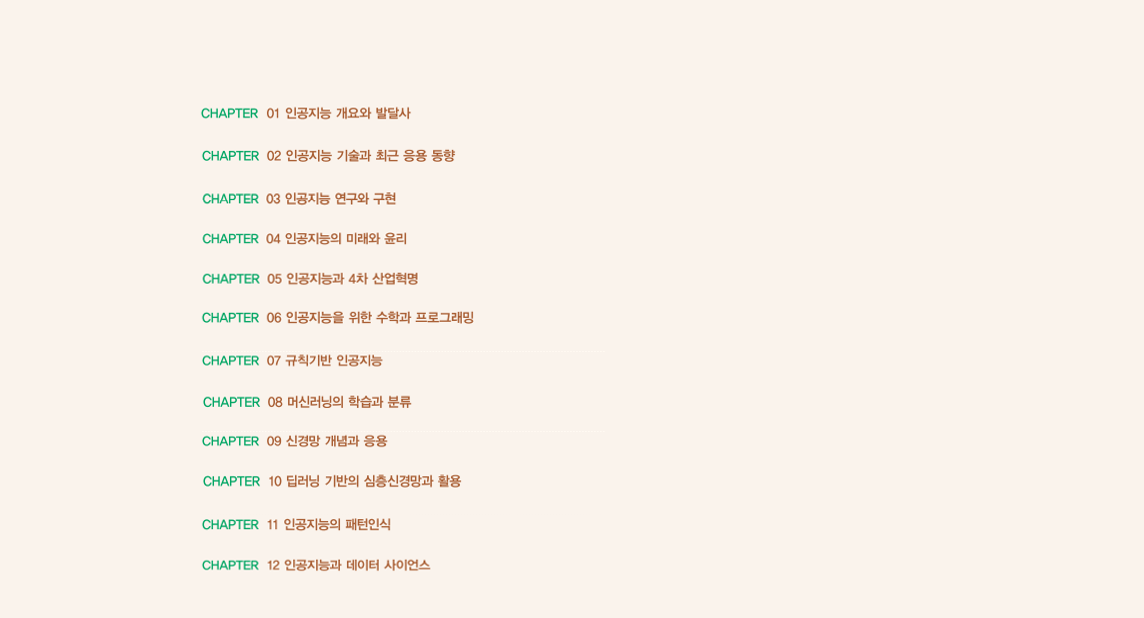 CHAPTER 01 인공지능 개요와 발달사
CHAPTER 02 인공지능 기술과 최근 응용 동향
CHAPTER 03 인공지능 연구와 구현
CHAPTER 04 인공지능의 미래와 윤리
CHAPTER 05 인공지능과 4차 산업혁명
CHAPTER 06 인공지능을 위한 수학과 프로그래밍
CHAPTER 07 규칙기반 인공지능
CHAPTER 08 머신러닝의 학습과 분류
CHAPTER 09 신경망 개념과 응용
CHAPTER 10 딥러닝 기반의 심층신경망과 활용
CHAPTER 11 인공지능의 패턴인식
CHAPTER 12 인공지능과 데이터 사이언스